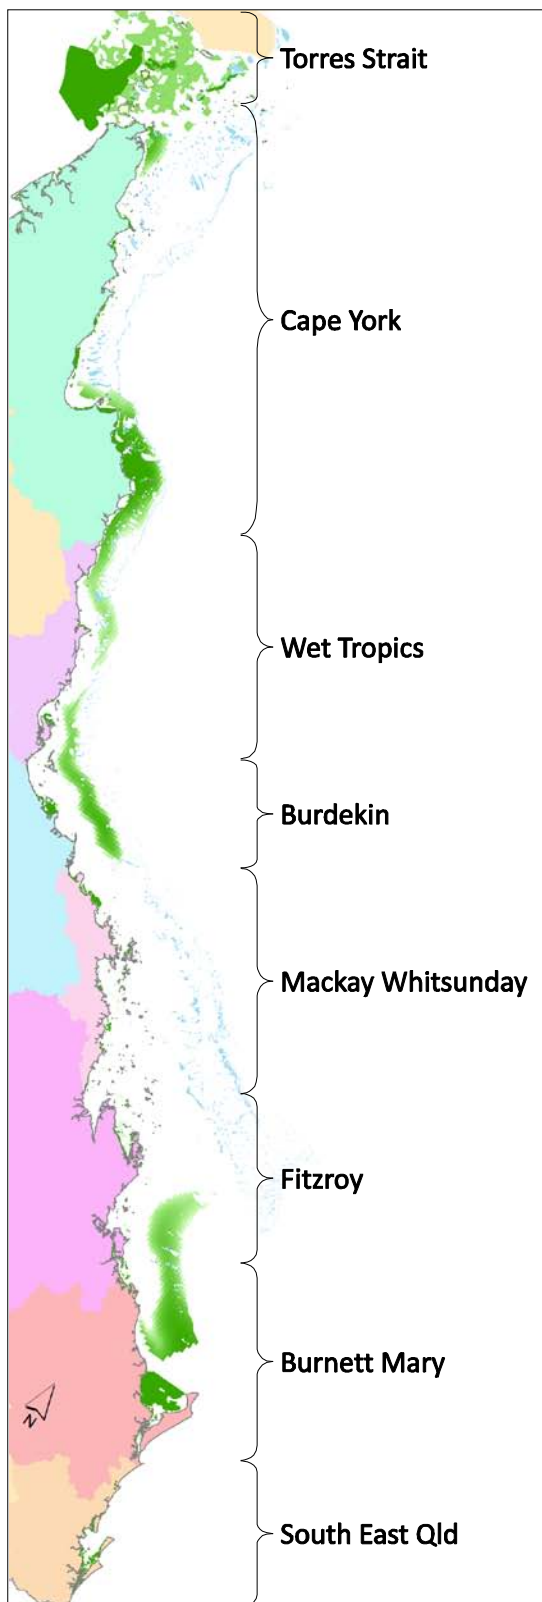 Torres Strait
Cape York
Wet Tropics
Burdekin
Mackay Whitsunday
Fitzroy
Burnett Mary
N
South East Qld